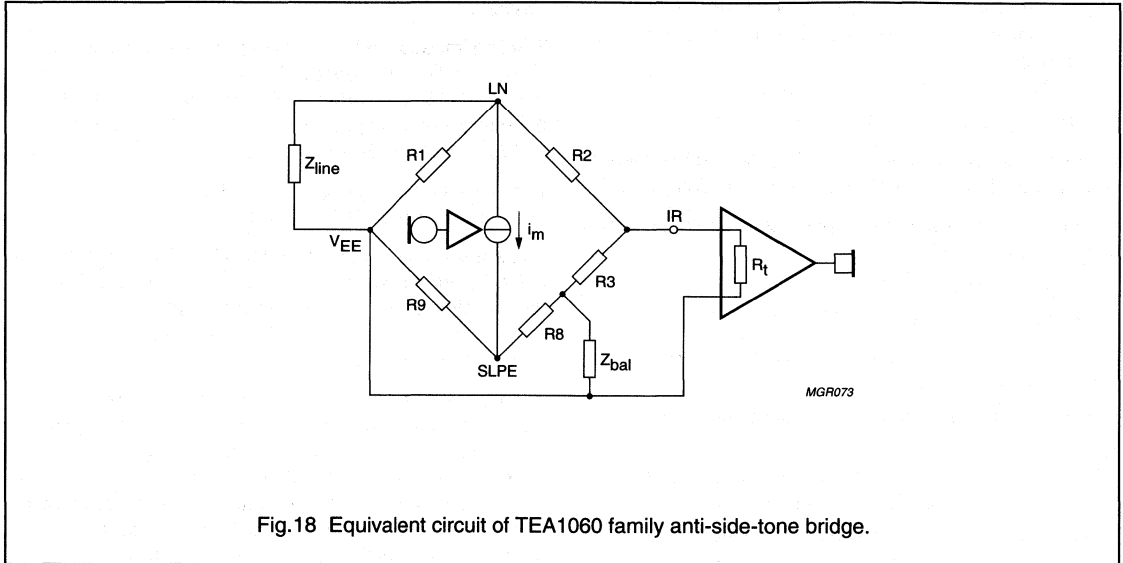 LN
R1
R2
Zline
IR
VEE
im
Rt
R3
R9
R8
Zbal
SLPE
MGR073
Fig.18 Equivalent circuit of TEA1060 family anti-side-tone bridge.